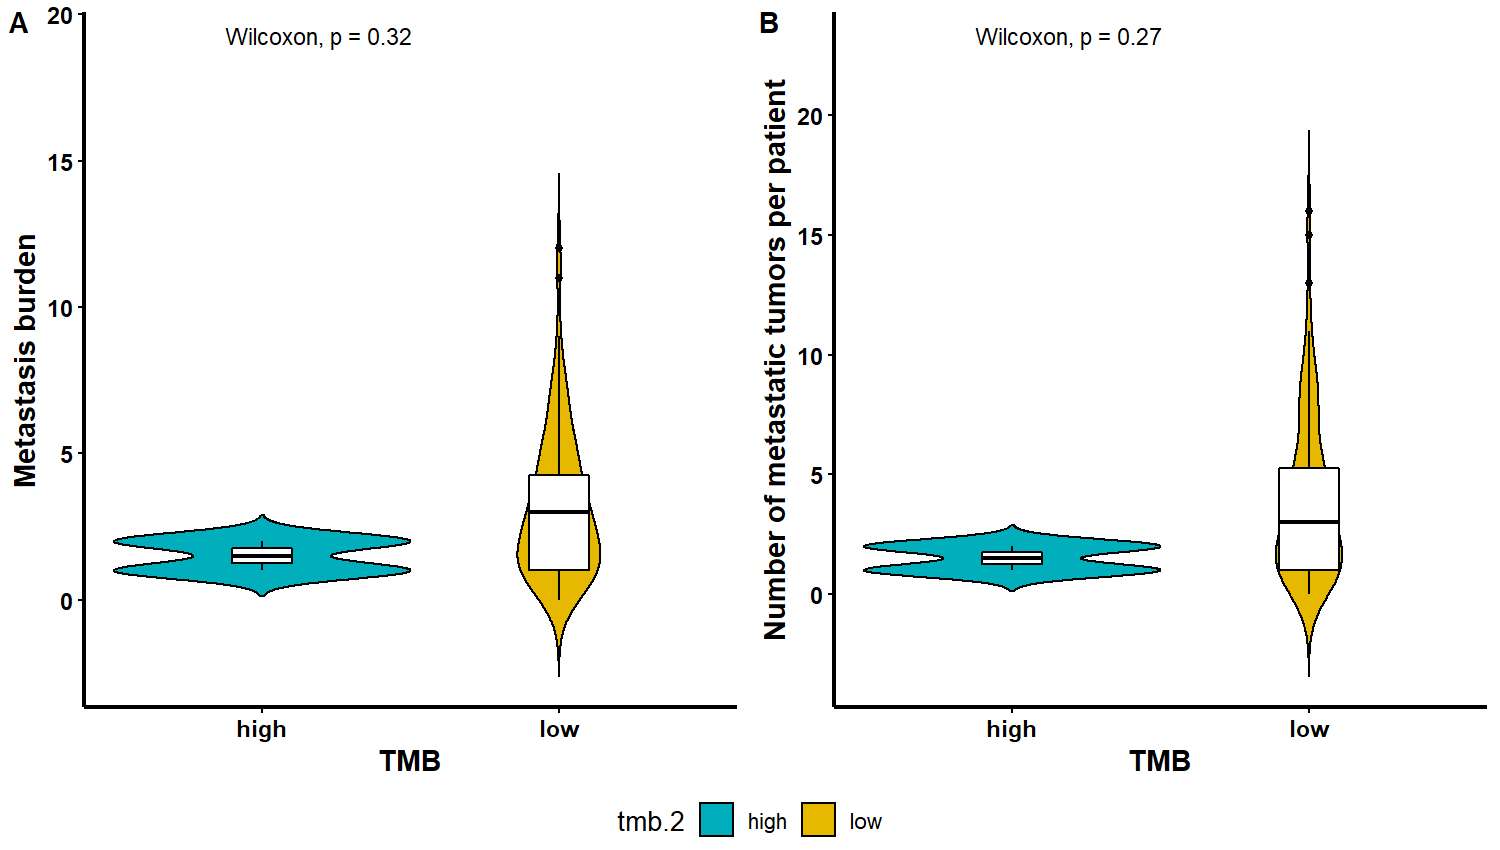 A
Wilcoxon, p = 0.32
Metastasis burden
20
15
10
5
0
high
low
TMB
B
Wilcoxon, p = 0.27
Number of metastatic tumors per patient
20
15
10
5
0
high
low
TMB
tmb.2 high low